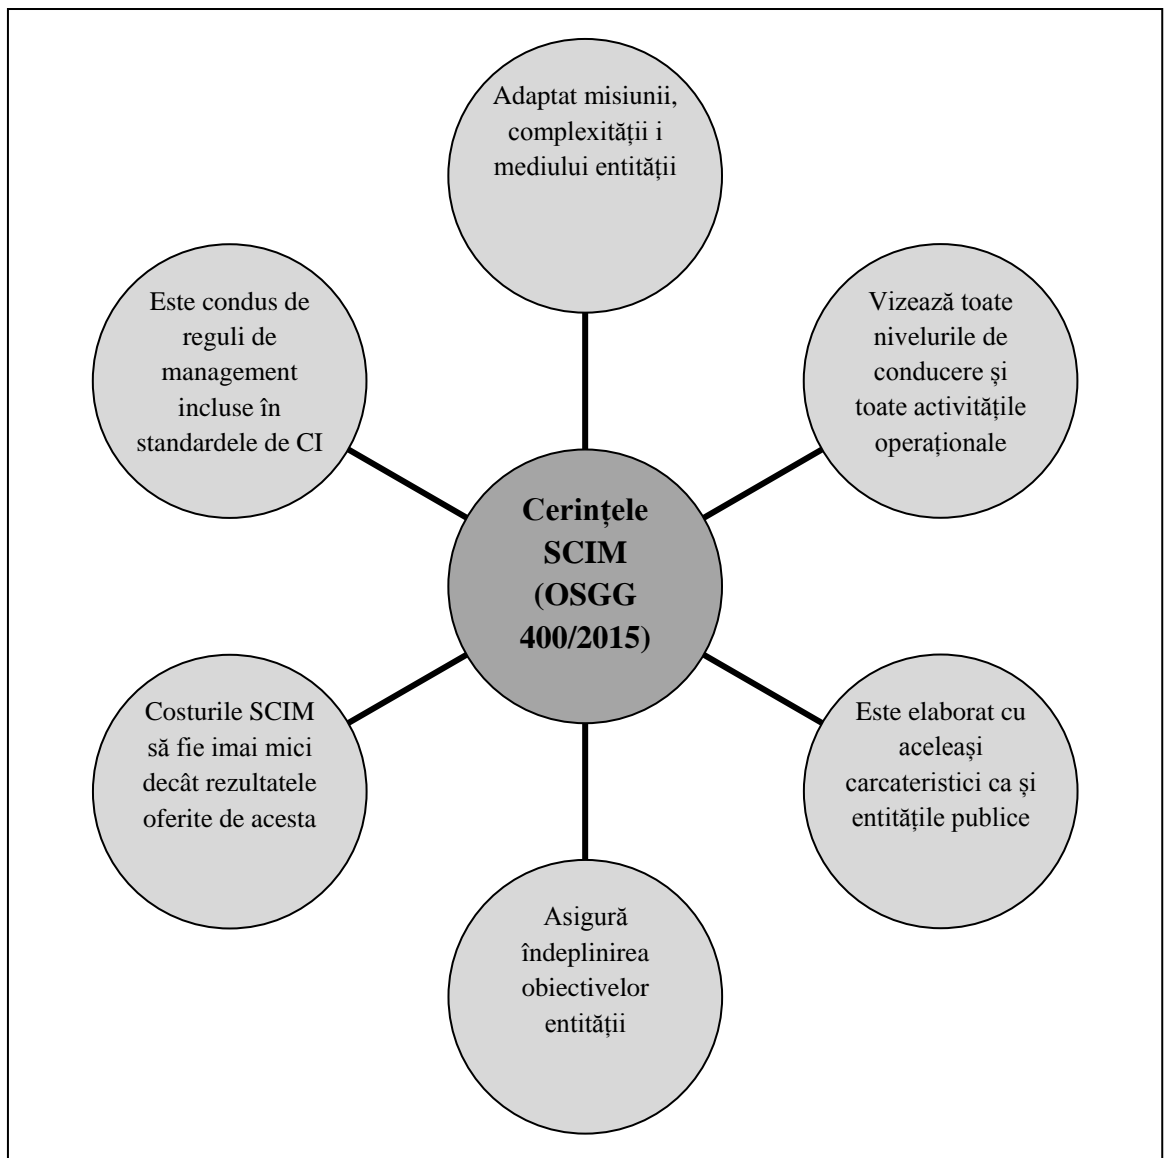 Adaptat misiunii,
complexității i
mediului entității
Este condus de
reguli de
management
incluse în
standardele de CI
Vizează toate
nivelurile de
conducere și
toate activitățile
operaționale
Cerințele
SCIM
(OSGG
400/2015)
Costurile SCIM
să fie imai mici
decât rezultatele
oferite de acesta
Este elaborat cu
aceleași
carcateristici ca și
entitățile publice
Asigură
îndeplinirea
obiectivelor
entității